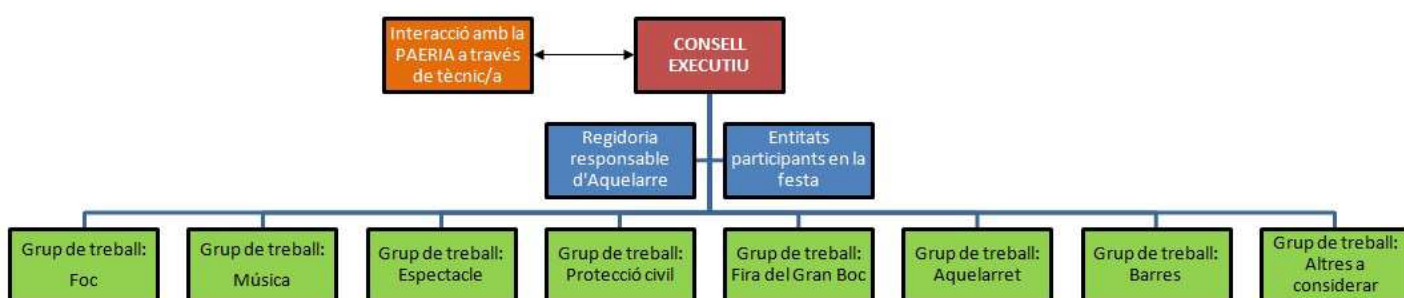 Interacció amb la
PAERIA a través
de tècnic/a
CONSELL
EXECUTIU
Regidoria
responsable
d'Aquelarre
Entitats
participants en la
festa
Grup de treball:
Foc
Grup de treball:
Música
Grup de treball:
Espectacle
Grup de treball:
Protecció civil
Grup de treball:
Fira del Gran Boc
Grup de treball:
Aquelarret
Grup de treball:
Barres
Grup de treball:
Altres a
considerar